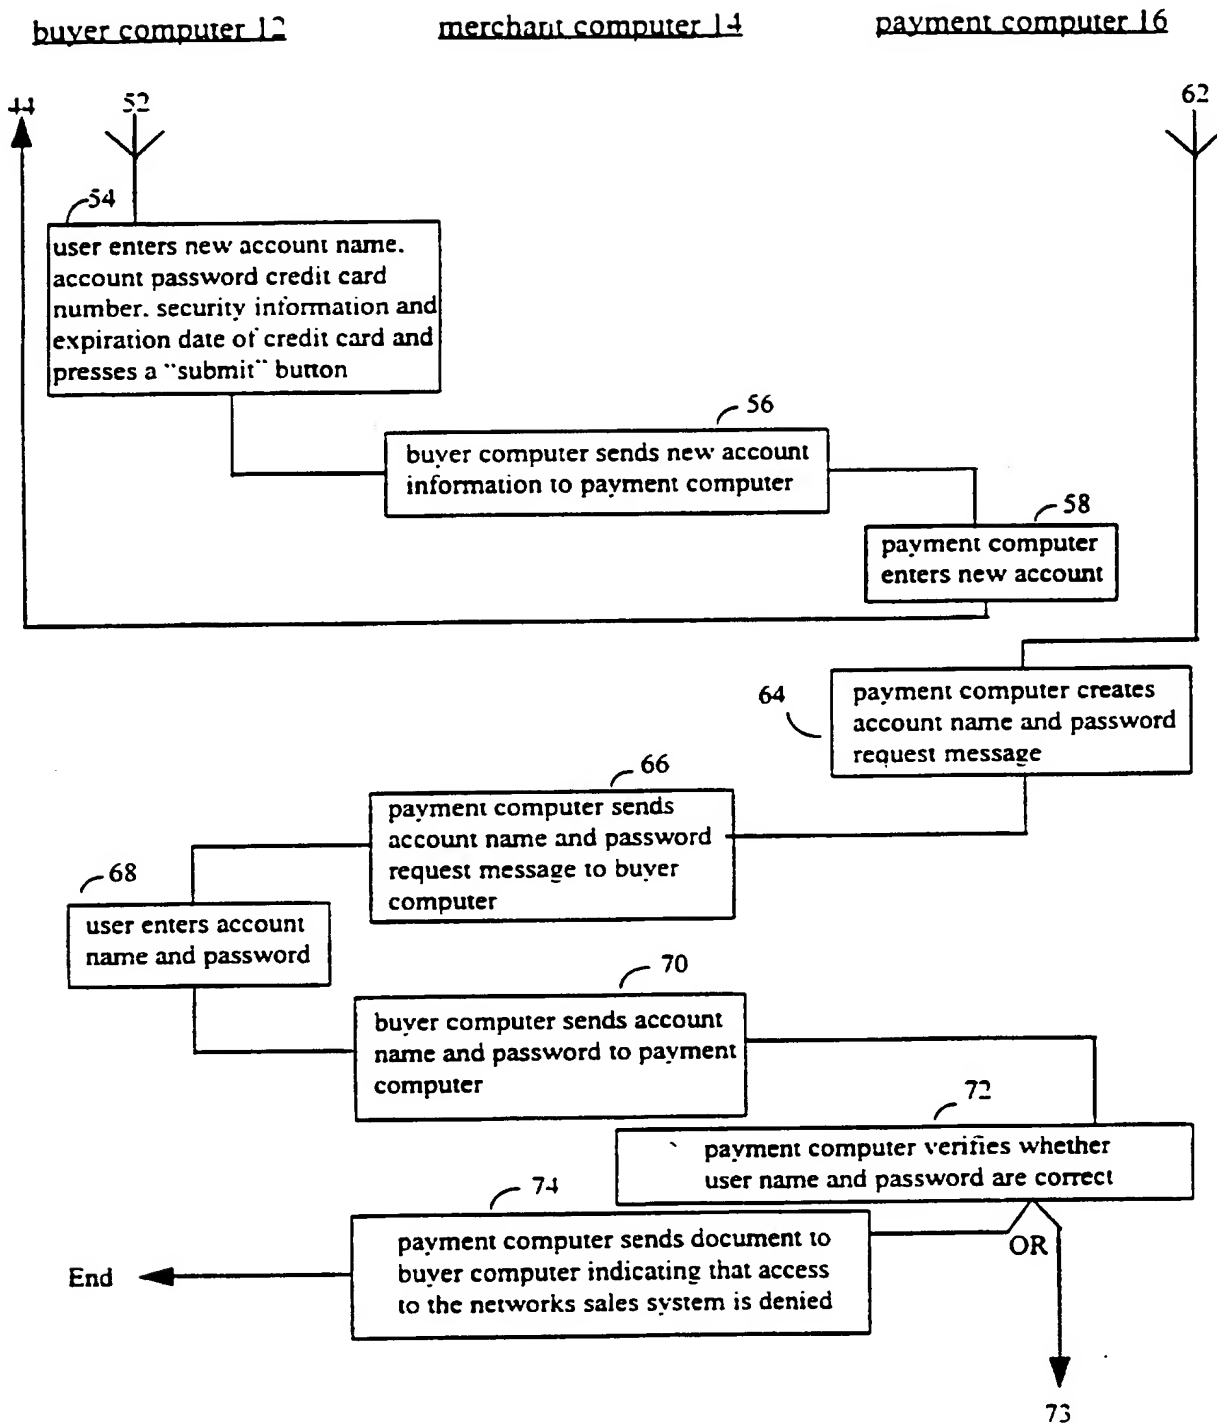 buyer computer 12
merchant computer 14
payment computer 16
44
52
62
54
user enters new account name.
account password credit card
number. security information and
expiration date of credit card and
presses a "submit" button
56
buyer computer sends new account
information to payment computer
58
payment computer
enters new account
64
payment computer creates
account name and password
request message
66
payment computer sends
account name and password
request message to buyer
computer
68
user enters account
name and password
70
buyer computer sends account
name and password to payment
computer
72
payment computer verifies whether
user name and password are correct
74
payment computer sends document to
buyer computer indicating that access
to the networks sales system is denied
OR
End
73